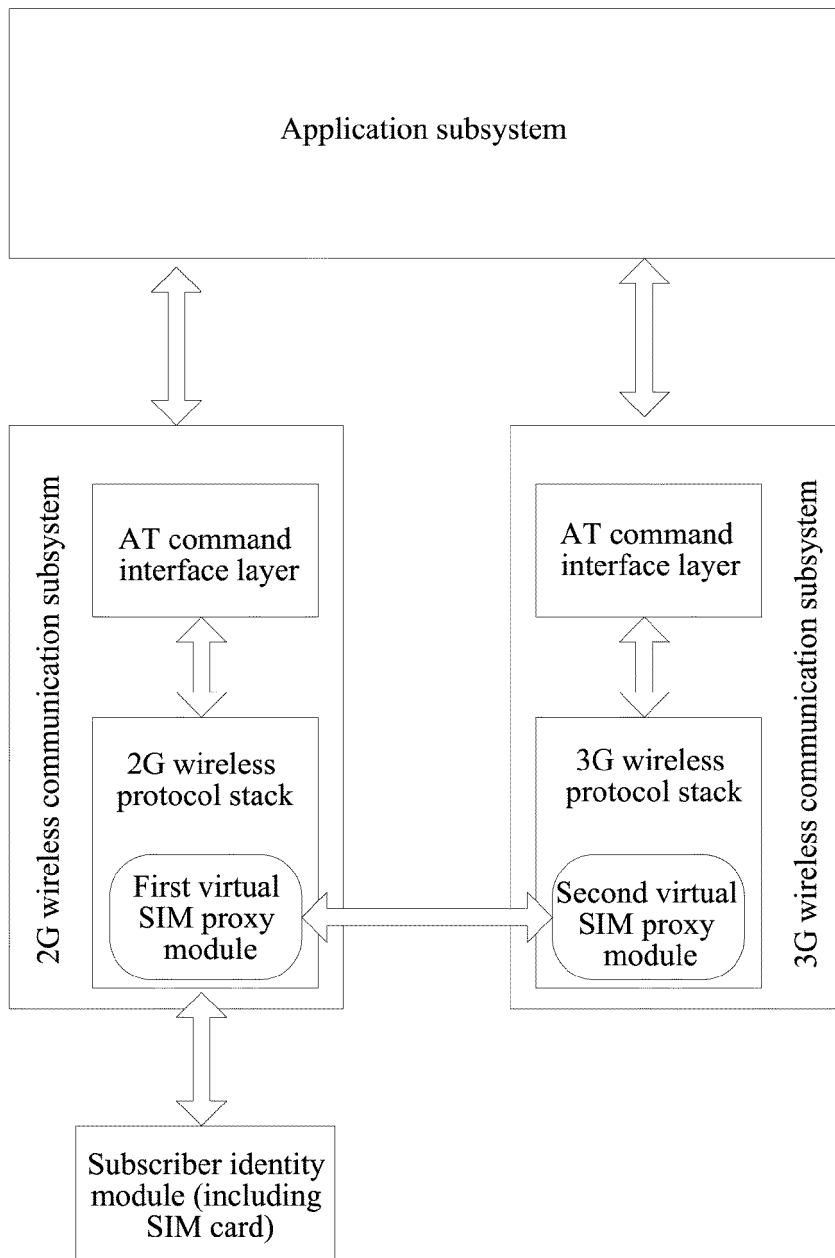 Application subsystem
2G wireless communication subsystem
AT command
interface layer
2G wireless
protocol stack
First virtual
SIM proxy
module
AT command
interface layer
3G wireless
protocol stack
Second virtual
SIM proxy
module
3G wireless communication subsystem
Subscriber identity
module (including
SIM card)